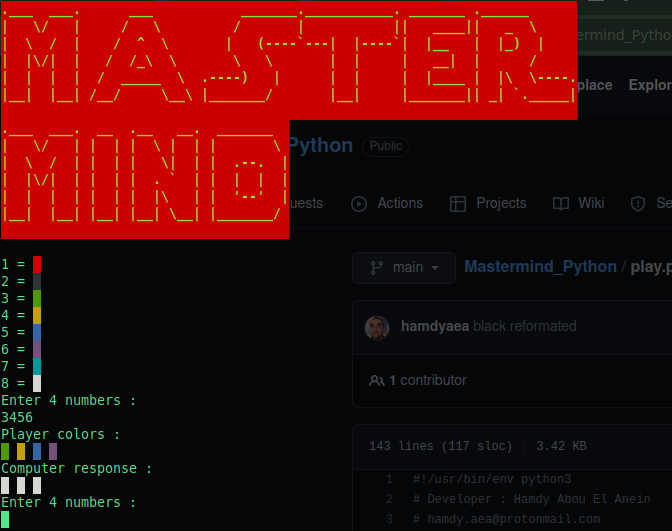 MASTER
MIND
1 =
2 =
3 =
4 =
5 =
6 =
7 =
8 =
Enter 4 numbers :
3456
Player colors :
Computer response :
Enter 4 numbers :
ermind_Python
place Explor
Python Public
uests Actions Projects Wiki Se
main Mastermind_Python / play.p
hamdyaea black reformated
1 contributor
143 lines (117 sloc) 3.42 KB
1 #!/usr/bin/env python3
2 # Developer : Hamdy Abou El Anein
3 # hamdy.aea@protonmail.com